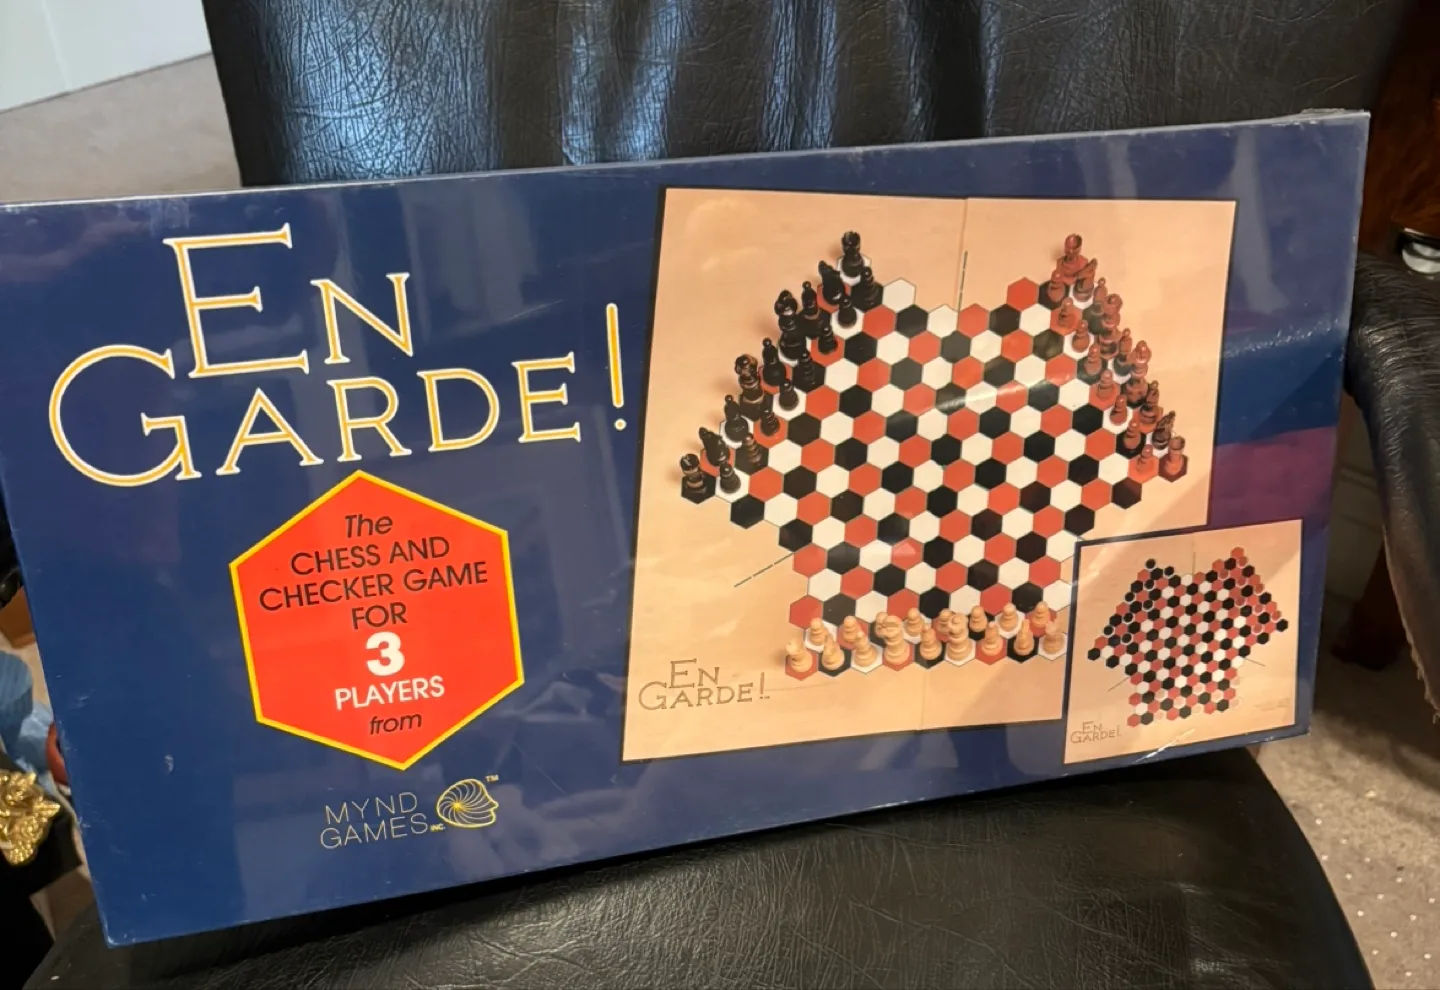 EN
GARDE!
The
CHESS AND
CHECKER GAME
FOR
3
PLAYERS
from
MYND
GAMES INC. ™
EN
GARDE!
EN
GARDE!